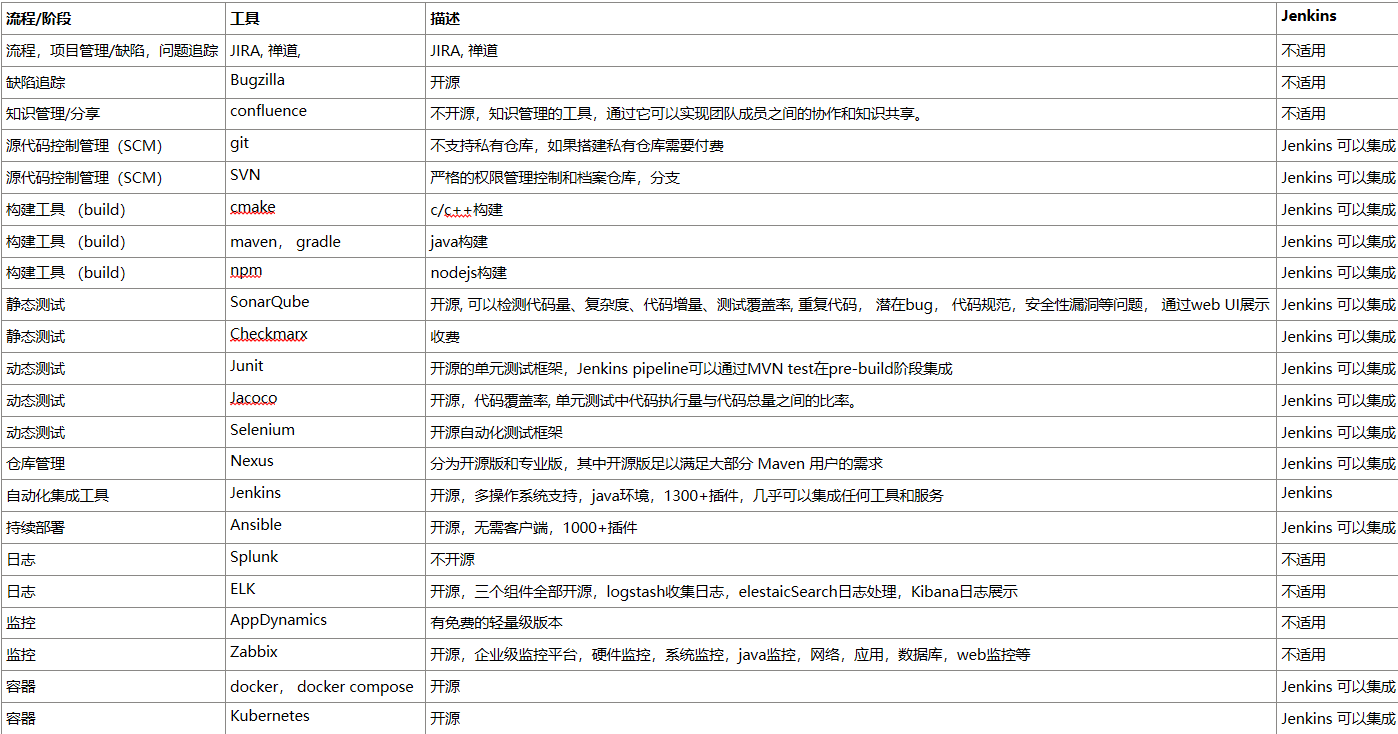 流程/阶段 工具 描述 Jenkins
流程，项目管理/缺陷，问题追踪 JIRA, 禅道, JIRA, 禅道 不适用
缺陷追踪 Bugzilla 开源 不适用
知识管理/分享 confluence 不开源，知识管理的工具，通过它可以实现团队成员之间的协作和知识共享。 不适用
源代码控制管理（SCM） git 不支持私有仓库，如果搭建私有仓库需要付费 Jenkins 可以集成
源代码控制管理（SCM） SVN 严格的权限管理控制和档案仓库，分支 Jenkins 可以集成
构建工具 （build） cmake c/c++构建 Jenkins 可以集成
构建工具 （build） maven， gradle java构建 Jenkins 可以集成
构建工具 （build） npm nodejs构建 Jenkins 可以集成
静态测试 SonarQube 开源, 可以检测代码量、复杂度、代码增量、测试覆盖率, 重复代码， 潜在bug， 代码规范，安全性漏洞等问题， 通过web UI展示 Jenkins 可以集成
静态测试 Checkmarx 收费 Jenkins 可以集成
动态测试 Junit 开源的单元测试框架，Jenkins pipeline可以通过MVN test在pre-build阶段集成 Jenkins 可以集成
动态测试 Jacoco 开源，代码覆盖率, 单元测试中代码执行量与代码总量之间的比率。 Jenkins 可以集成
动态测试 Selenium 开源自动化测试框架 Jenkins 可以集成
仓库管理 Nexus 分为开源版和专业版，其中开源版足以满足大部分 Maven 用户的需求 Jenkins 可以集成
自动化集成工具 Jenkins 开源，多操作系统支持，java环境，1300+插件，几乎可以集成任何工具和服务 Jenkins
持续部署 Ansible 开源，无需客户端，1000+插件 Jenkins 可以集成
日志 Splunk 不开源 不适用
日志 ELK 开源，三个组件全部开源，logstash收集日志，elestaicSearch日志处理，Kibana日志展示 不适用
监控 AppDynamics 有免费的轻量级版本 不适用
监控 Zabbix 开源，企业级监控平台，硬件监控，系统监控，java监控，网络，应用，数据库，web监控等 不适用
容器 docker， docker compose 开源 Jenkins 可以集成
容器 Kubernetes 开源 Jenkins 可以集成